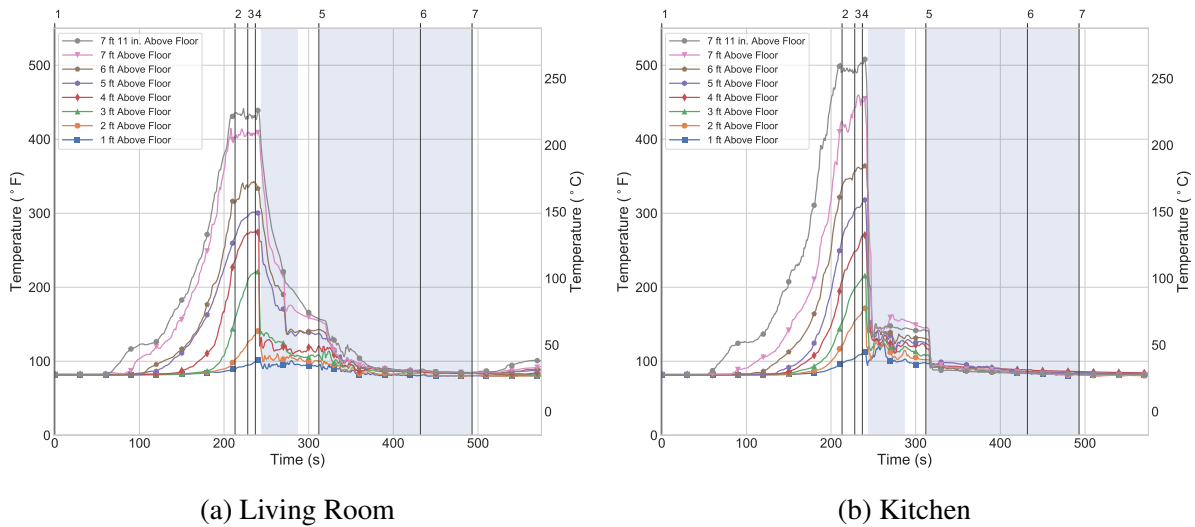 1 2 3 4 5 6 7
7 ft 11 in. Above Floor
7 ft Above Floor
6 ft Above Floor
5 ft Above Floor
4 ft Above Floor
3 ft Above Floor
2 ft Above Floor
1 ft Above Floor
Temperature (° F)
500
400
300
200
100
0
250
200
150
100
50
0
Temperature (° C)
0 100 200 300 400 500
Time (s)
(a) Living Room
1 2 3 4 5 6 7
7 ft 11 in. Above Floor
7 ft Above Floor
6 ft Above Floor
5 ft Above Floor
4 ft Above Floor
3 ft Above Floor
2 ft Above Floor
1 ft Above Floor
Temperature (° F)
500
400
300
200
100
0
250
200
150
100
50
0
Temperature (° C)
0 100 200 300 400 500
Time (s)
(b) Kitchen